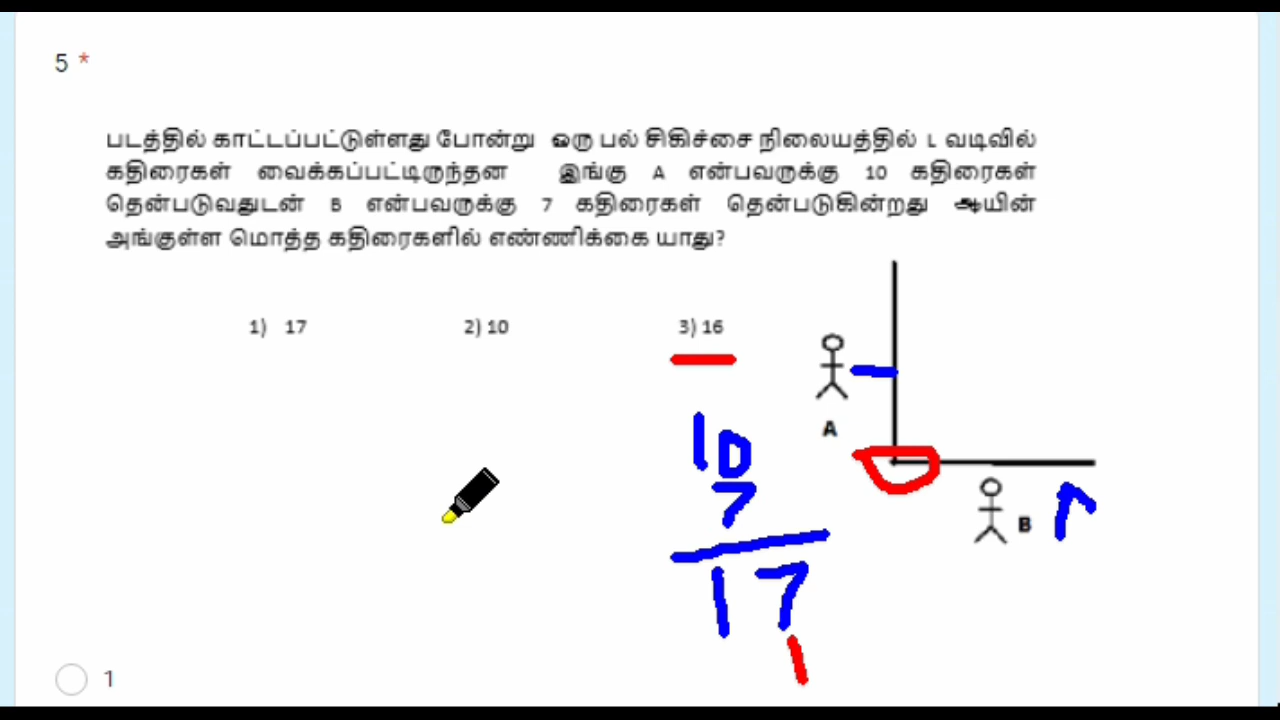 5 *
படத்தில் காட்டப்பட்டுள்ளது போன்று ஒரு பல் சிகிச்சை நிலையத்தில் L வடிவில்
கதிரைகள் வைக்கப்பட்டிருந்தன இங்கு A என்பவருக்கு 10 கதிரைகள்
தென்படுவதுடன் B என்பவருக்கு 7 கதிரைகள் தென்படுகின்றது ஆயின்
அங்குள்ள மொத்த கதிரைகளில் எண்ணிக்கை யாது?
1) 17 2) 10 3) 16
A
10
7
B
17
1